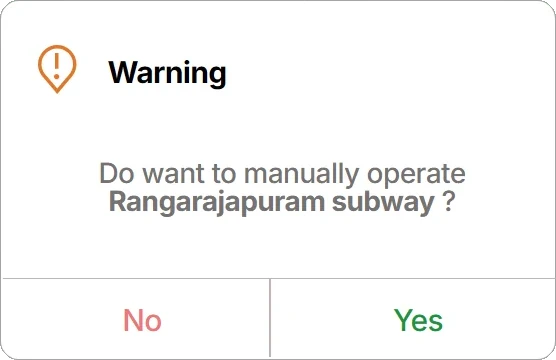 Warning
Do want to manually operate
Rangarajapuram subway ?
No
Yes